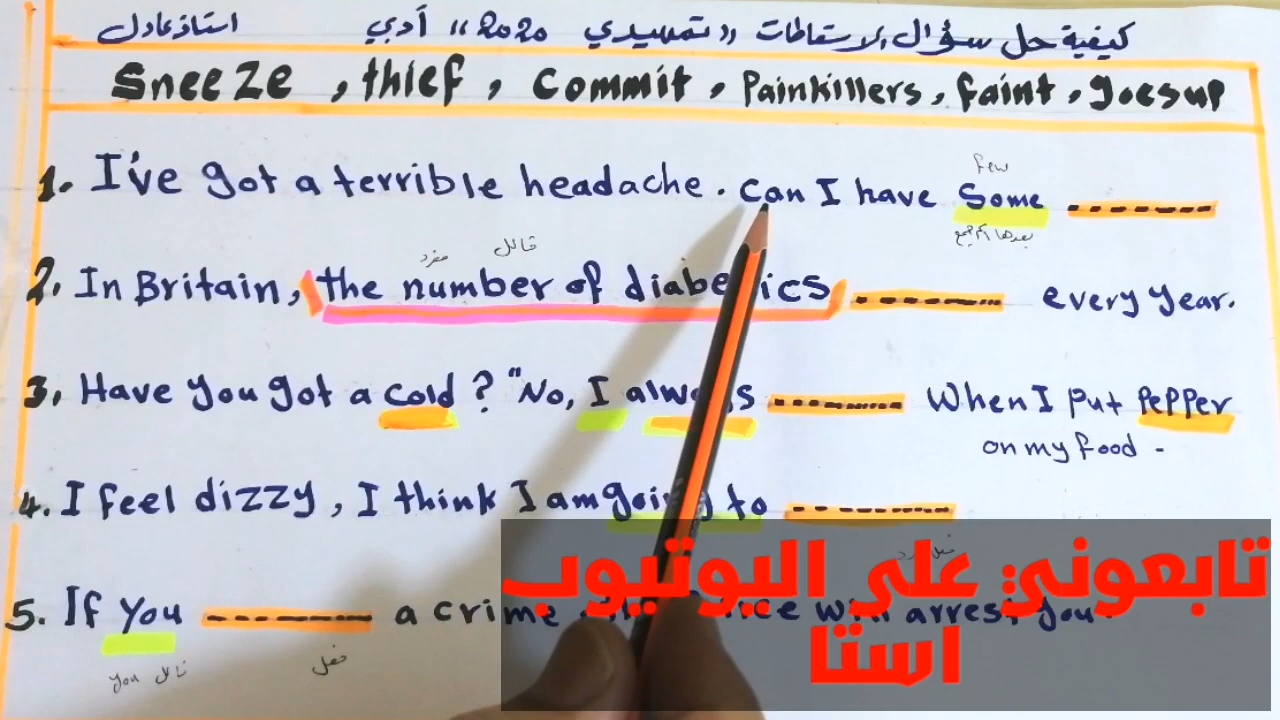 كيفية حل سؤال الاسقاطات "تمهيدي 2020" أدبي استاذ عادل
Sneeze , thief , Commit , Painkillers , faint , goes up
few
1. I've got a terrible headache . Can I have Some ----------
بعدها اسم جمع
مفرد
2. In Britain, (the number of diabetics) ---------- every year.
3. Have you got a cold ? "No, I always ---------- When I put PePPer
on my food -
4. I feel dizzy , I think I am going to ----------
5. If you ---------- a crime arrest you
you فعل
تابعوني على اليوتيوب
استا